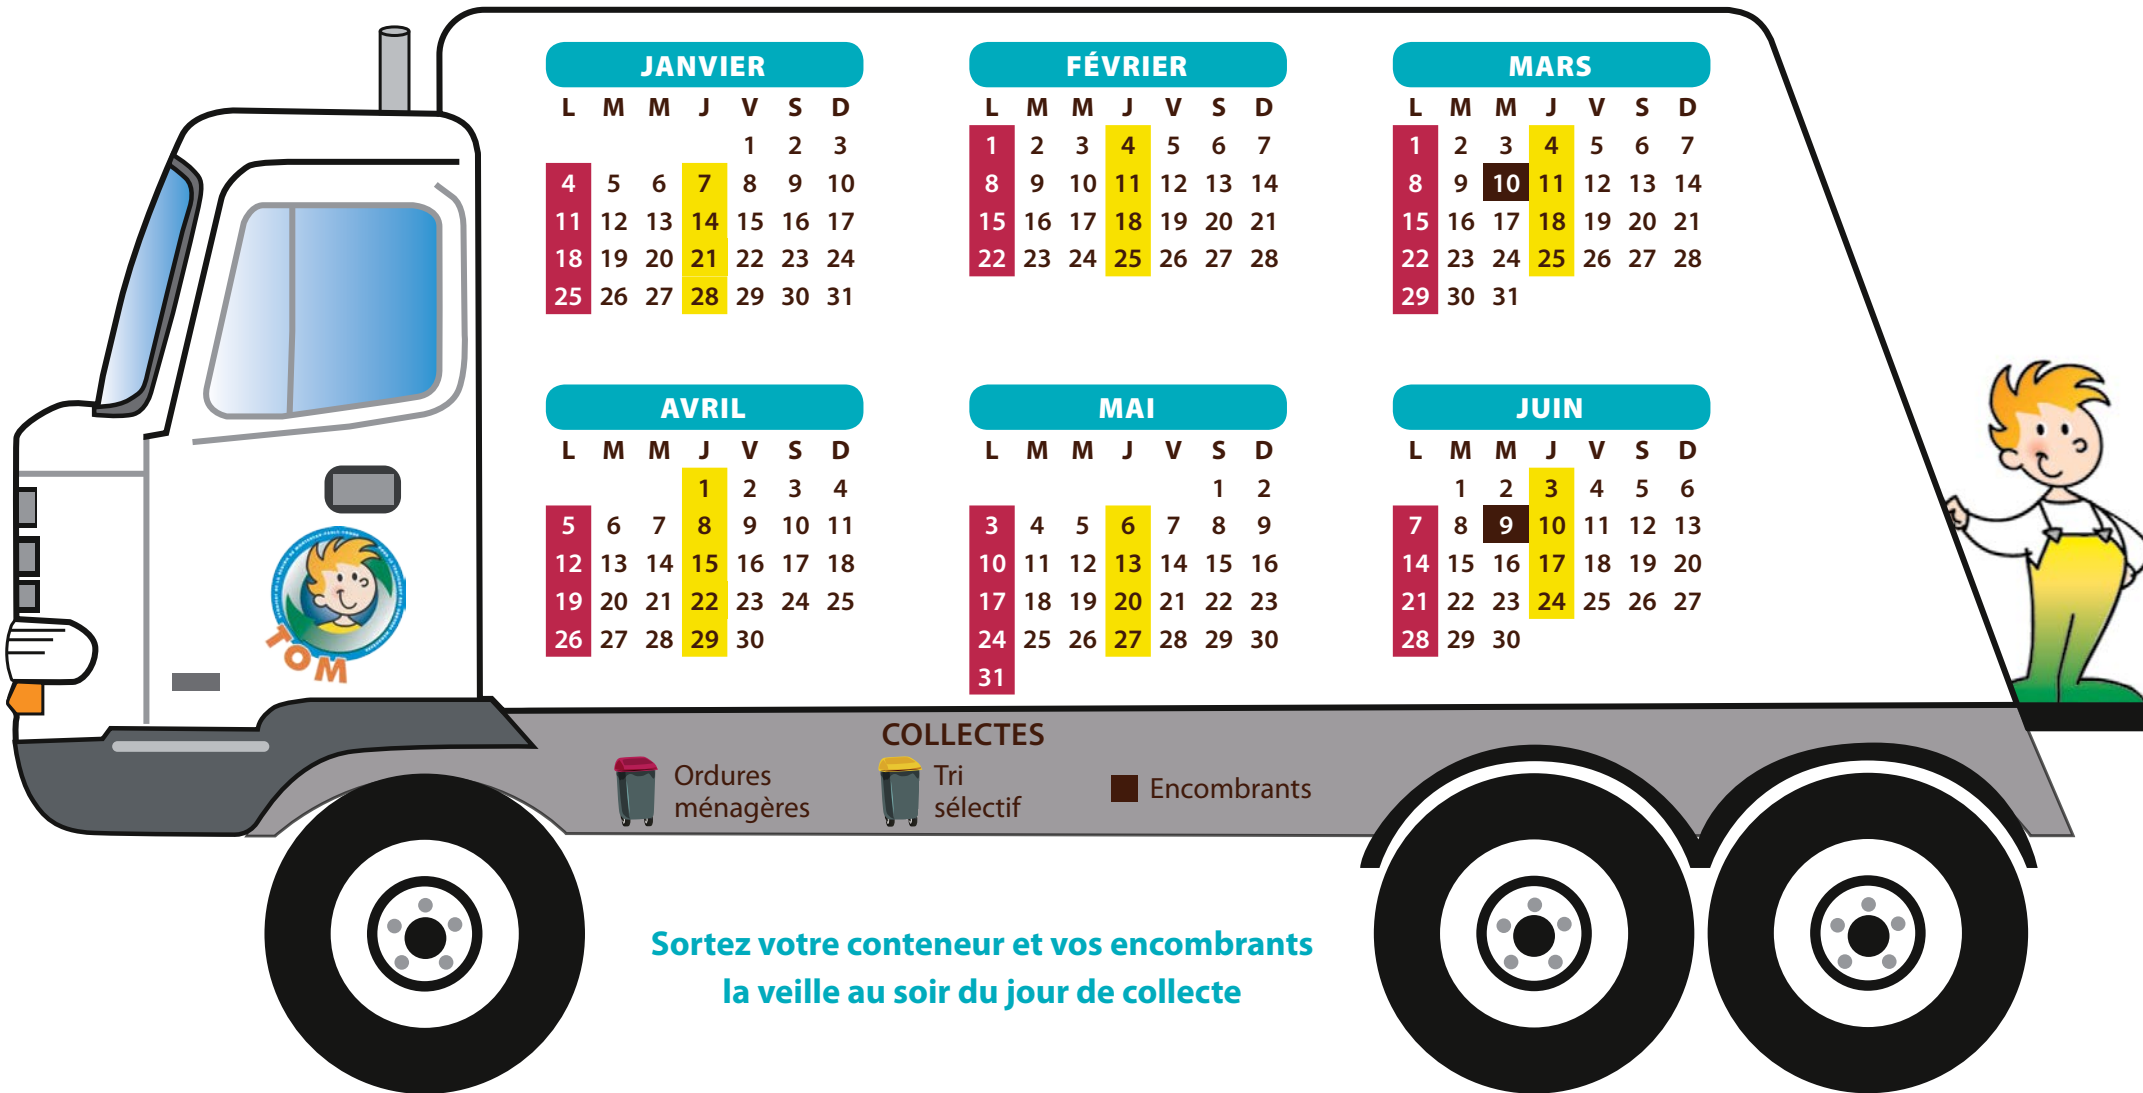 JANVIER
L M M J V S D
1 2 3
4 5 6 7 8 9 10
11 12 13 14 15 16 17
18 19 20 21 22 23 24
25 26 27 28 29 30 31
FÉVRIER
L M M J V S D
1 2 3 4 5 6 7
8 9 10 11 12 13 14
15 16 17 18 19 20 21
22 23 24 25 26 27 28
MARS
L M M J V S D
1 2 3 4 5 6 7
8 9 10 11 12 13 14
15 16 17 18 19 20 21
22 23 24 25 26 27 28
29 30 31
AVRIL
L M M J V S D
1 2 3 4
5 6 7 8 9 10 11
12 13 14 15 16 17 18
19 20 21 22 23 24 25
26 27 28 29 30
MAI
L M M J V S D
1 2
3 4 5 6 7 8 9
10 11 12 13 14 15 16
17 18 19 20 21 22 23
24 25 26 27 28 29 30
31
JUIN
L M M J V S D
1 2 3 4 5 6
7 8 9 10 11 12 13
14 15 16 17 18 19 20
21 22 23 24 25 26 27
28 29 30
TOM
COLLECTES
Ordures
ménagères
Tri
sélectif
Encombrants
Sortez votre conteneur et vos encombrants
la veille au soir du jour de collecte